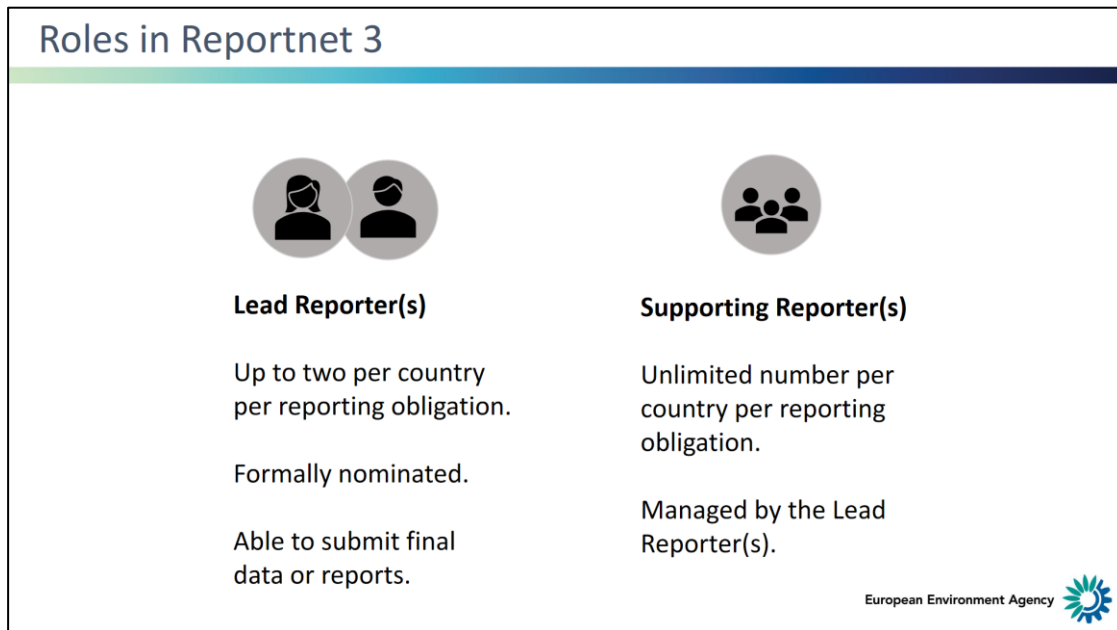 Roles in Reportnet 3
Lead Reporter(s)
Up to two per country
per reporting obligation.
Formally nominated.
Able to submit final
data or reports.
Supporting Reporter(s)
Unlimited number per
country per reporting
obligation.
Managed by the Lead
Reporter(s).
European Environment Agency